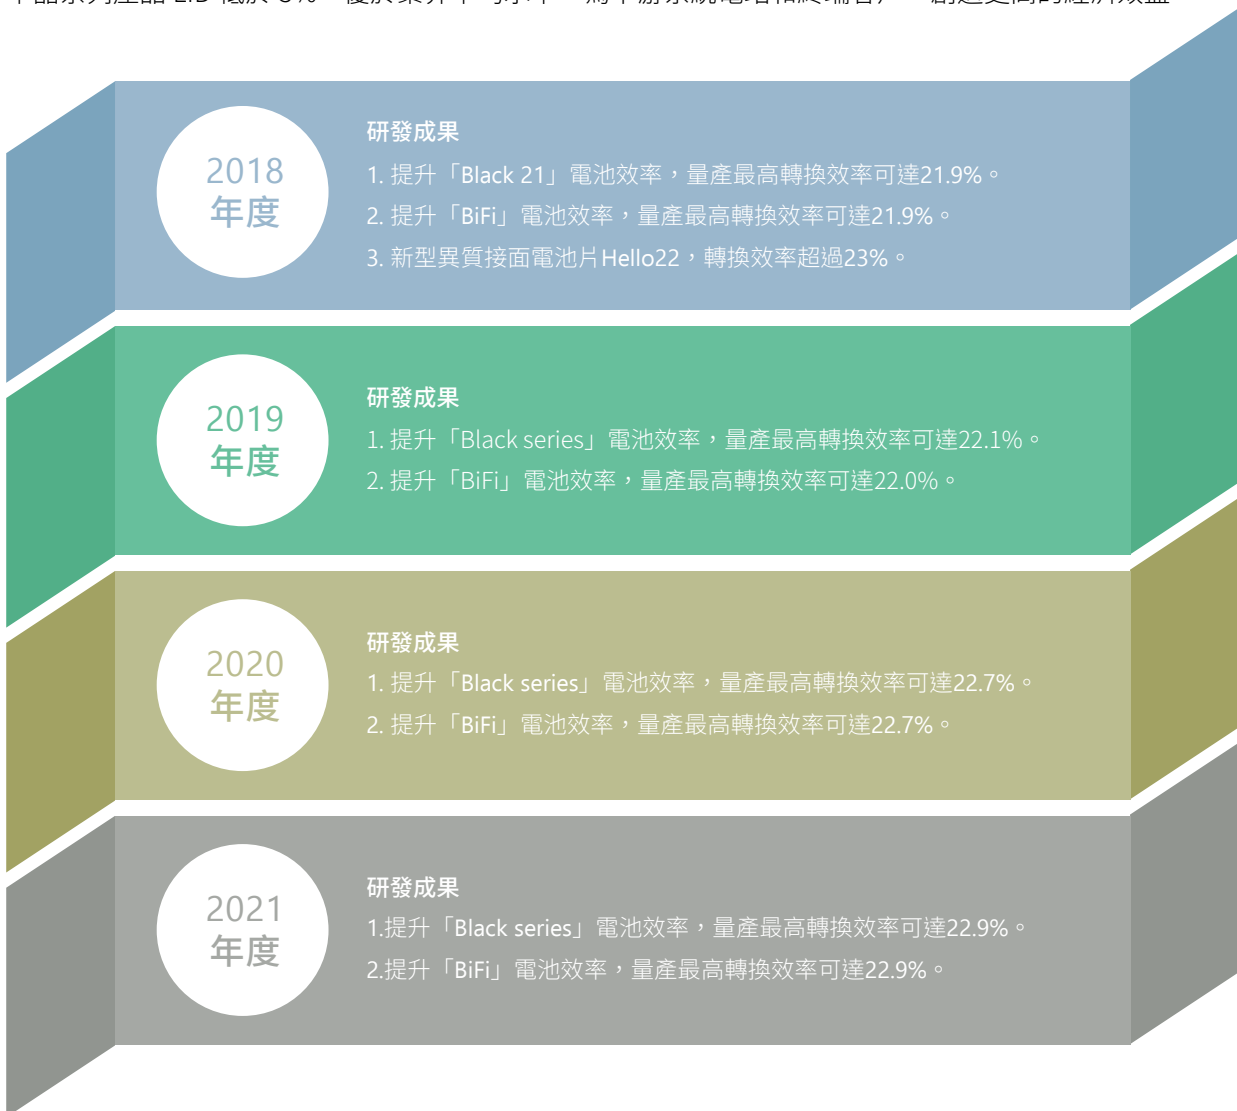 2018
年度
研發成果
1. 提升「Black 21」電池效率，量產最高轉換效率可達21.9%。
2. 提升「BiFi」電池效率，量產最高轉換效率可達21.9%。
3. 新型異質接面電池片Hello22，轉換效率超過23%。
2019
年度
研發成果
1. 提升「Black series」電池效率，量產最高轉換效率可達22.1%。
2. 提升「BiFi」電池效率，量產最高轉換效率可達22.0%。
2020
年度
研發成果
1. 提升「Black series」電池效率，量產最高轉換效率可達22.7%。
2. 提升「BiFi」電池效率，量產最高轉換效率可達22.7%。
2021
年度
研發成果
1.提升「Black series」電池效率，量產最高轉換效率可達22.9%。
2.提升「BiFi」電池效率，量產最高轉換效率可達22.9%。